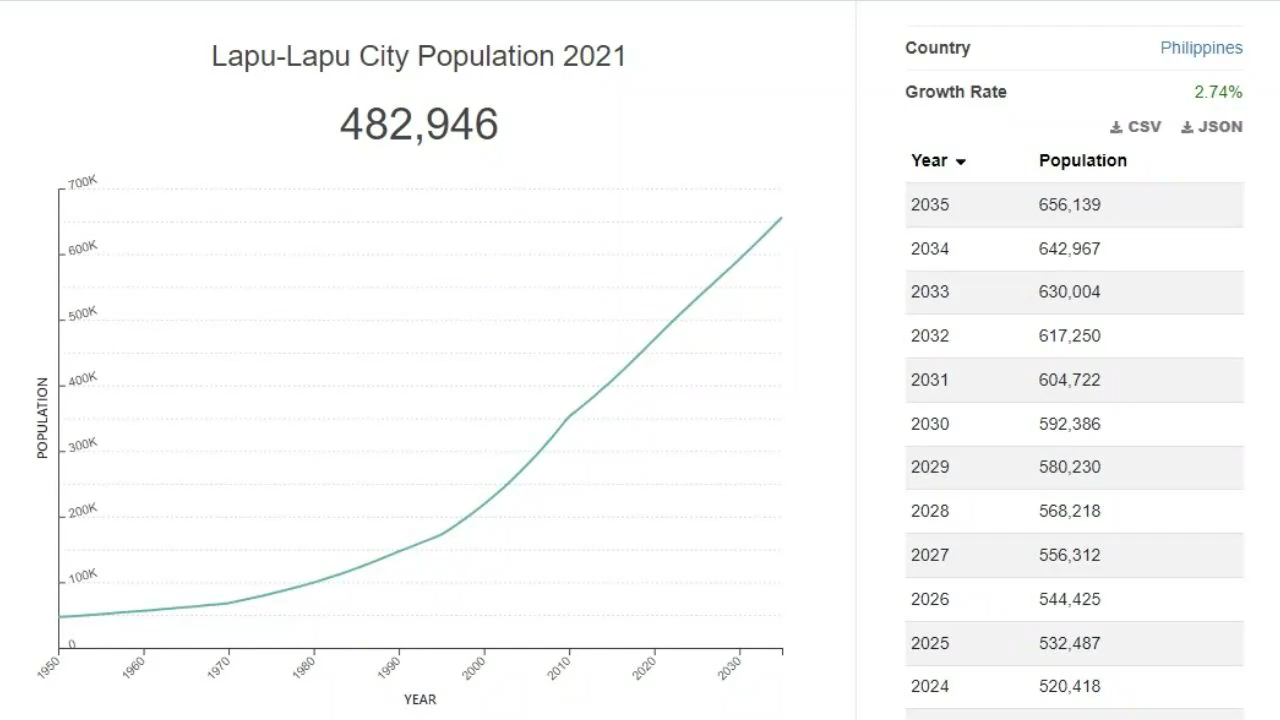 Lapu-Lapu City Population 2021
482,946
700K
600K
500K
400K
300K
200K
100K
0
POPULATION
1950 1960 1970 1980 1990 2000 2010 2020 2030
YEAR
Country Philippines
Growth Rate 2.74%
CSV JSON
Year Population
2035 656,139
2034 642,967
2033 630,004
2032 617,250
2031 604,722
2030 592,386
2029 580,230
2028 568,218
2027 556,312
2026 544,425
2025 532,487
2024 520,418